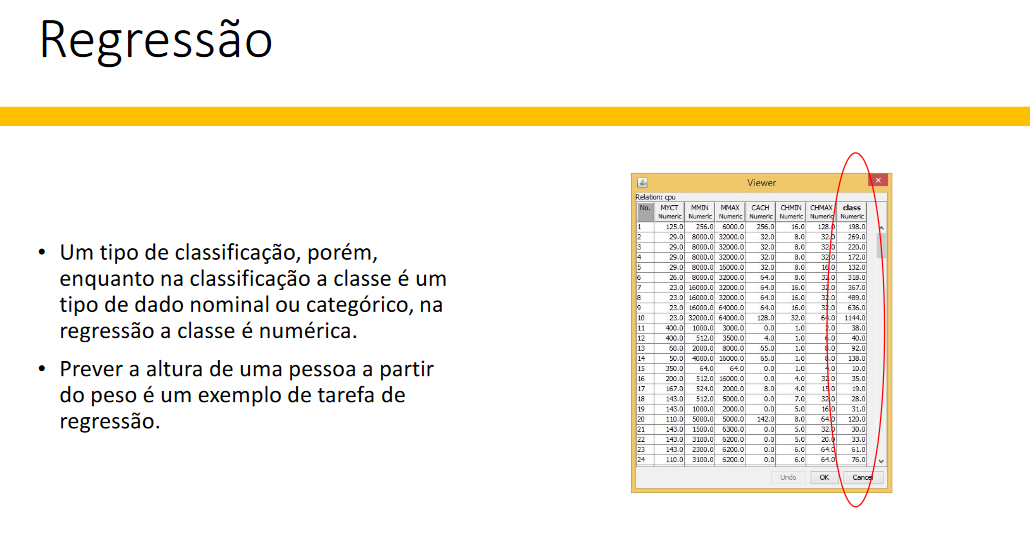 Regressão
• Um tipo de classificação, porém,
enquanto na classificação a classe é um
tipo de dado nominal ou categórico, na
regressão a classe é numérica.
• Prever a altura de uma pessoa a partir
do peso é um exemplo de tarefa de
regressão.
Viewer
Relation: cpu
No. MYCT MMIN MMAX CACH CHMIN CHMAX class
Numeric Numeric Numeric Numeric Numeric Numeric Numeric
1 125.0 256.0 6000.0 256.0 16.0 128.0 198.0
2 29.0 8000.0 32000.0 32.0 8.0 32.0 269.0
3 29.0 8000.0 32000.0 32.0 8.0 32.0 220.0
4 29.0 8000.0 32000.0 32.0 8.0 32.0 172.0
5 29.0 8000.0 16000.0 32.0 8.0 16.0 132.0
6 26.0 8000.0 32000.0 64.0 8.0 32.0 318.0
7 23.0 16000.0 32000.0 64.0 16.0 32.0 367.0
8 23.0 16000.0 32000.0 64.0 16.0 32.0 489.0
9 23.0 16000.0 64000.0 64.0 16.0 32.0 636.0
10 23.0 32000.0 64000.0 128.0 32.0 64.0 1144.0
11 400.0 1000.0 3000.0 0.0 1.0 2.0 38.0
12 400.0 512.0 3500.0 4.0 1.0 6.0 40.0
13 60.0 2000.0 8000.0 65.0 1.0 8.0 92.0
14 50.0 4000.0 16000.0 65.0 1.0 8.0 138.0
15 350.0 64.0 64.0 0.0 1.0 4.0 10.0
16 200.0 512.0 16000.0 0.0 4.0 32.0 35.0
17 167.0 524.0 2000.0 8.0 4.0 15.0 19.0
18 143.0 512.0 5000.0 0.0 7.0 32.0 28.0
19 143.0 1000.0 2000.0 0.0 5.0 16.0 31.0
20 110.0 5000.0 5000.0 142.0 8.0 64.0 120.0
21 143.0 1500.0 6300.0 0.0 5.0 32.0 30.0
22 143.0 3100.0 6200.0 0.0 5.0 20.0 33.0
23 143.0 2300.0 6200.0 0.0 6.0 64.0 61.0
24 110.0 3100.0 6200.0 0.0 6.0 64.0 76.0
Undo OK Cancel